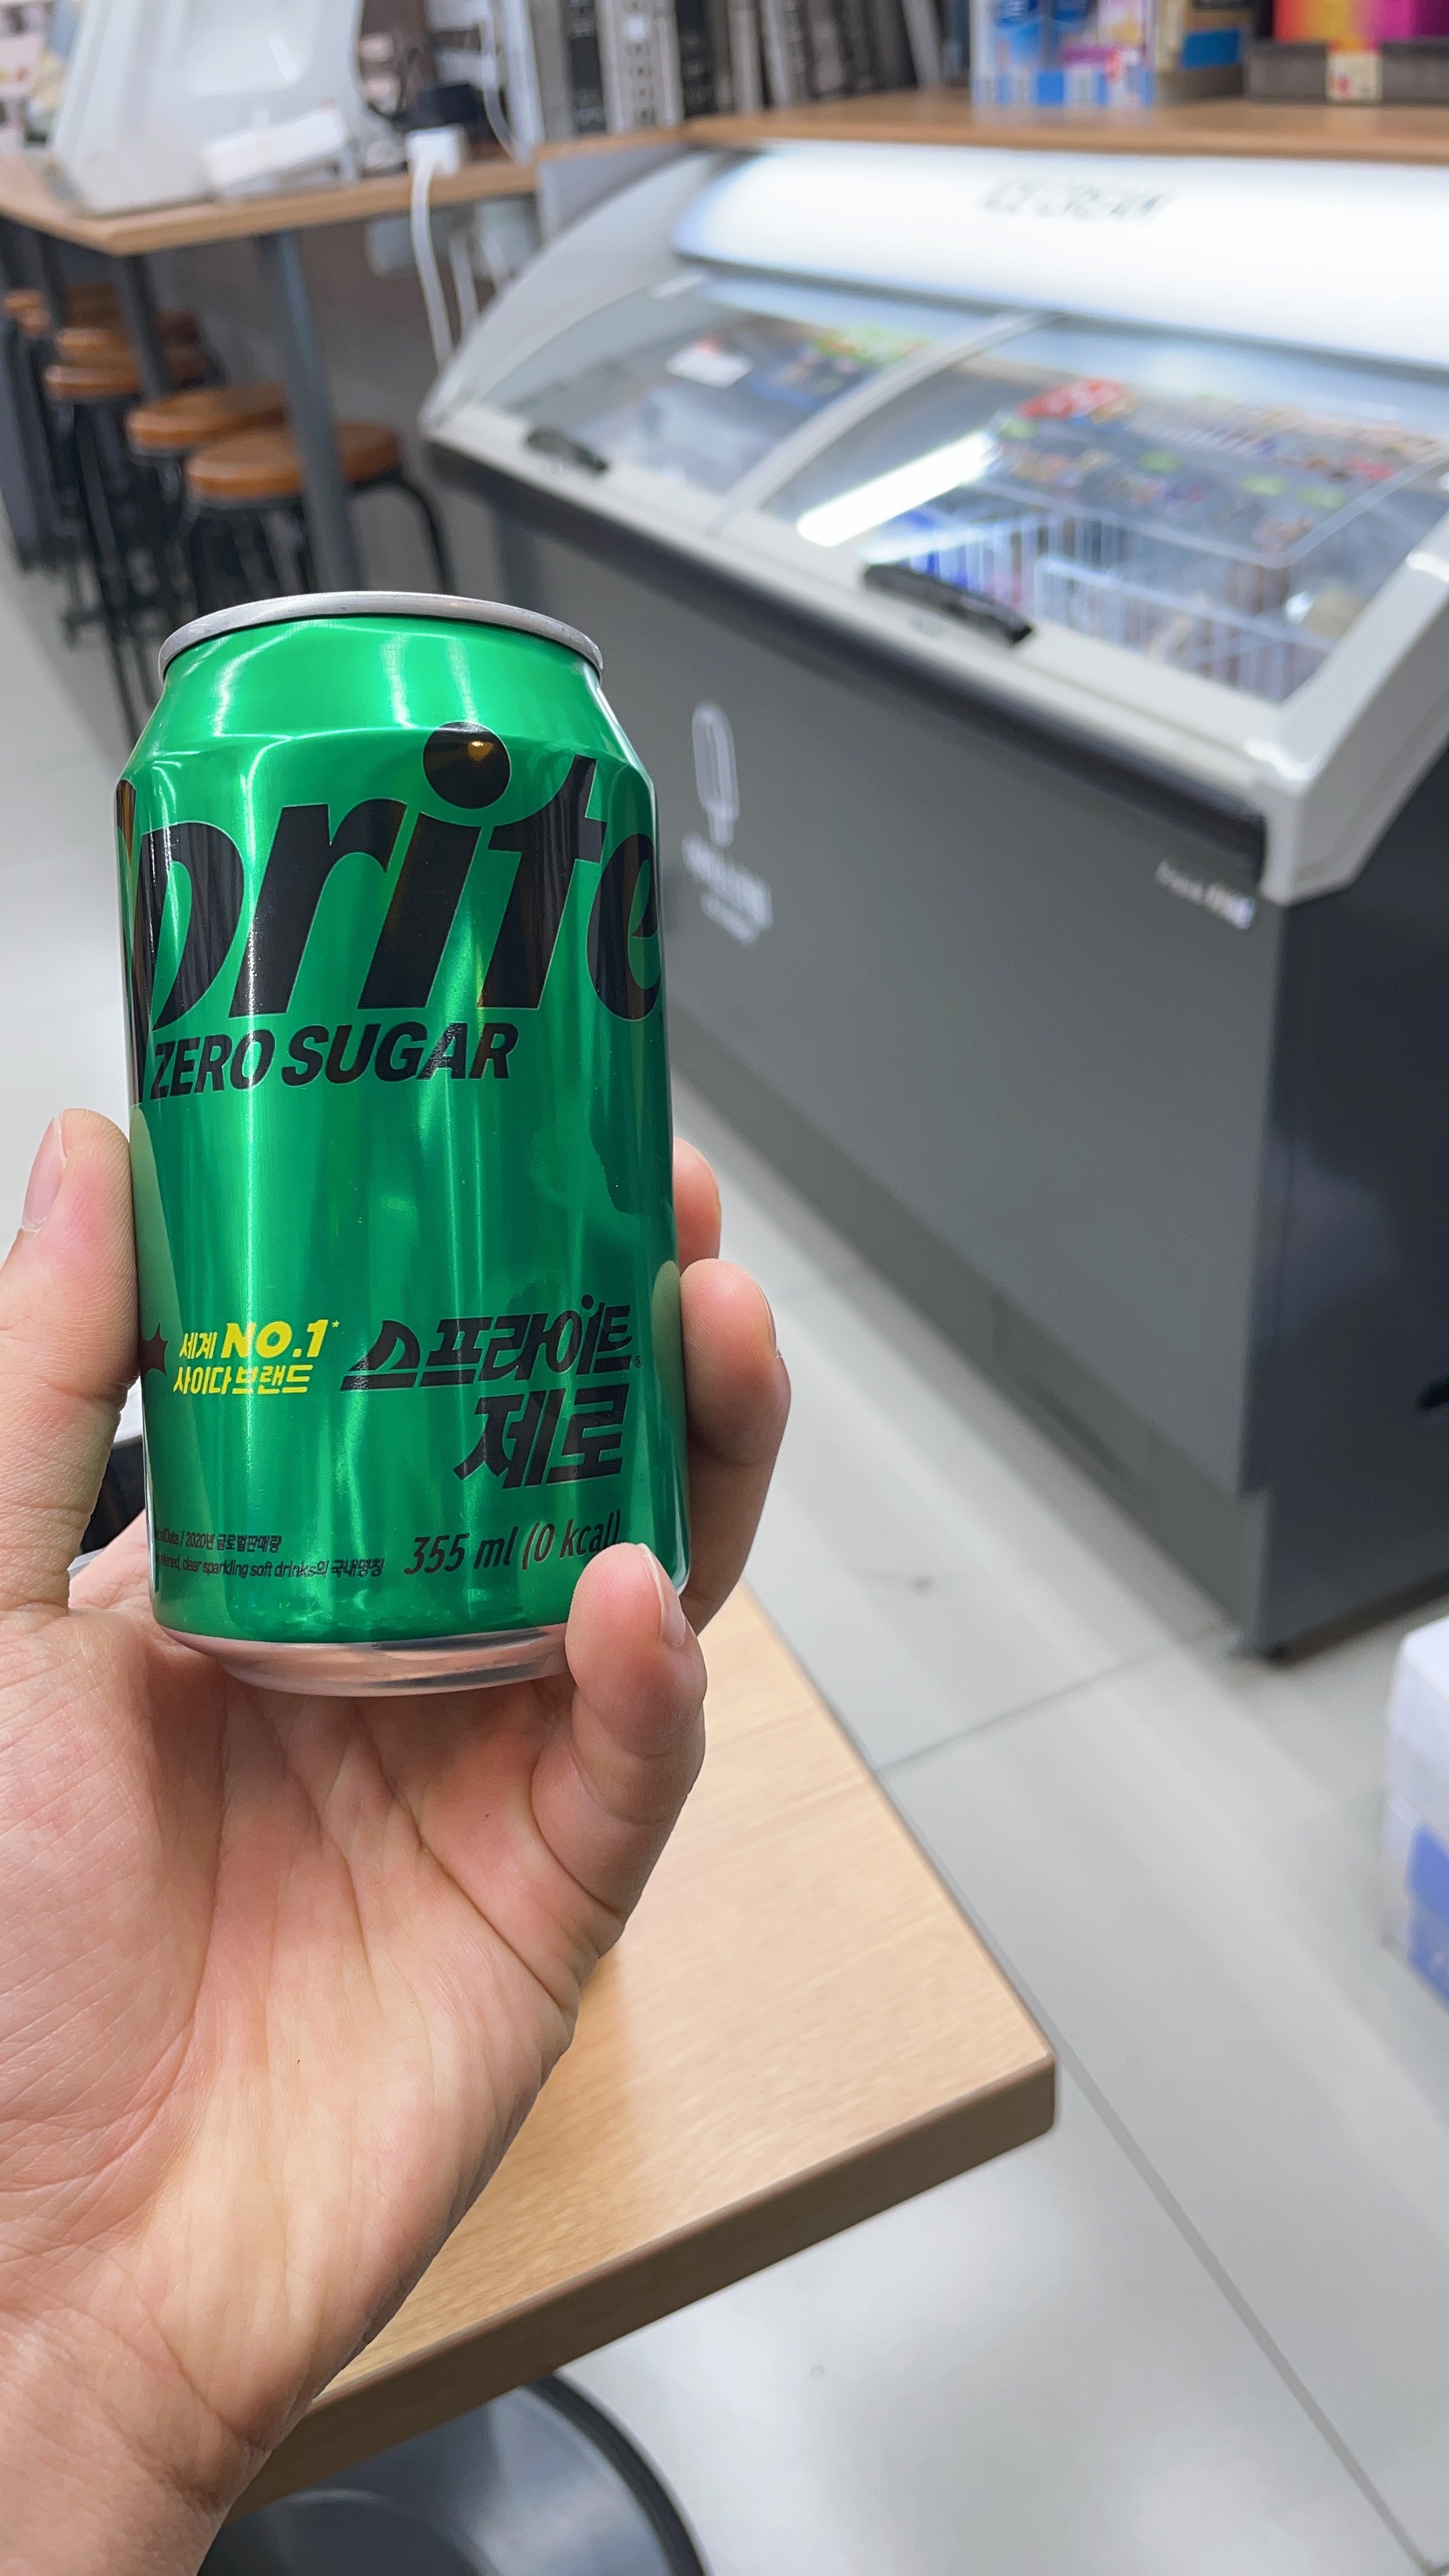 ICE CREAM
prite
ZERO SUGAR
세계 NO.1*
사이다 브랜드
스프라이트®
제로
/ 2020년 글로벌판매량
clear sparkling soft drinks의 국내명칭
355 ml (0 kcal)